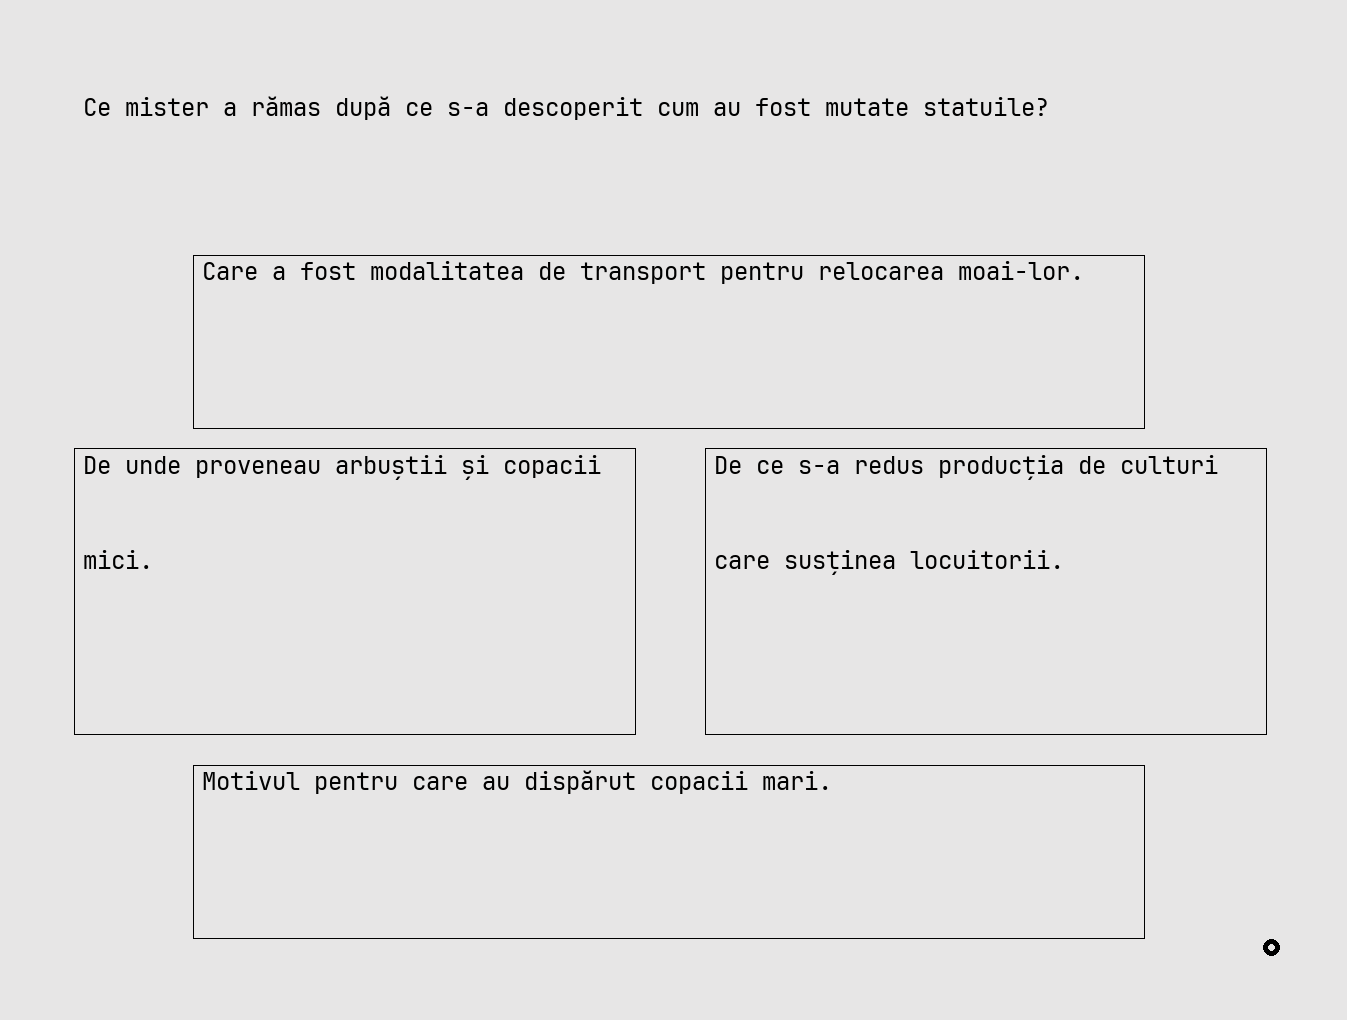 Ce mister a rămas după ce s-a descoperit cum au fost mutate statuile?
Care a fost modalitatea de transport pentru relocarea moai-lor.
De unde proveneau arbuștii și copacii
mici.
De ce s-a redus producția de culturi
care susținea locuitorii.
Motivul pentru care au dispărut copacii mari.